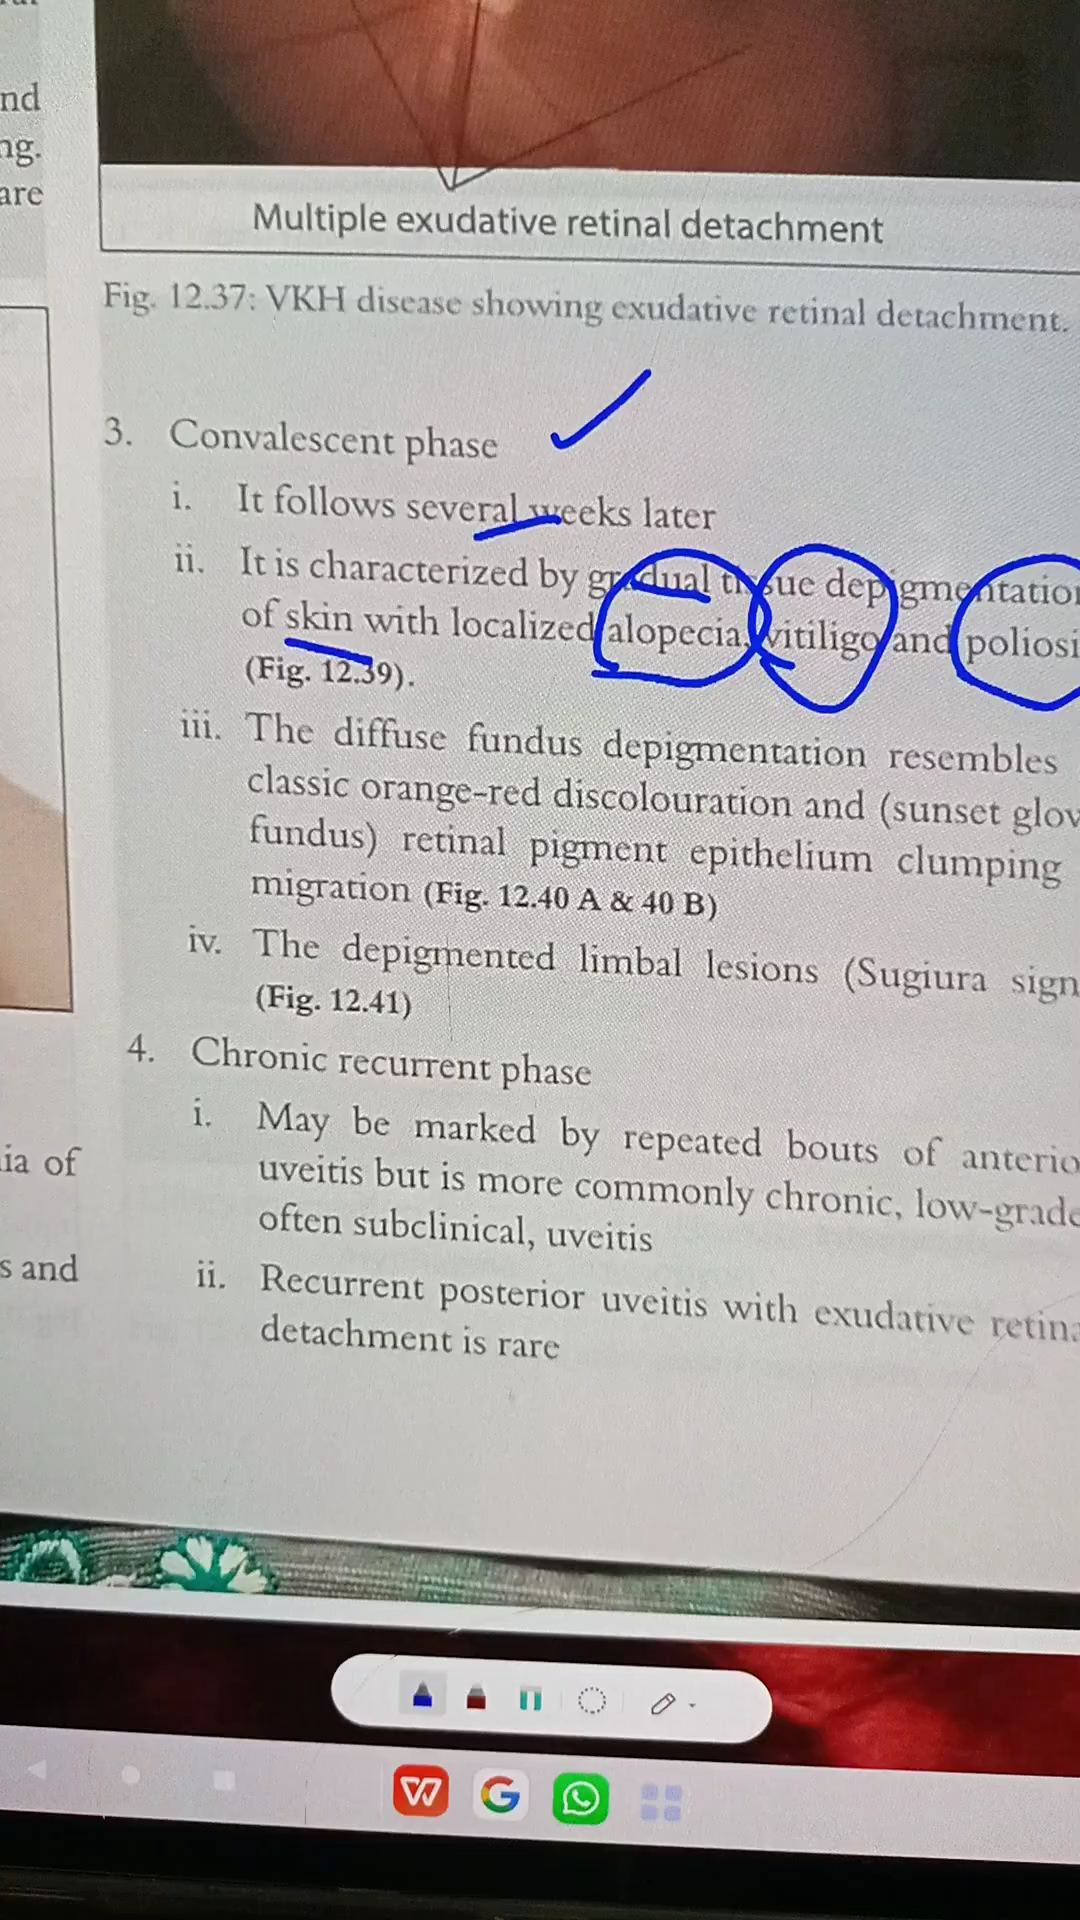 nd
ng.
are
Multiple exudative retinal detachment
Fig. 12.37: VKH disease showing exudative retinal detachment.
3. Convalescent phase
i. It follows several weeks later
ii. It is characterized by gradual tissue depigmentation
of skin with localized alopecia, vitiligo and poliosi
(Fig. 12.39).
iii. The diffuse fundus depigmentation resembles
classic orange-red discolouration and (sunset glow
fundus) retinal pigment epithelium clumping
migration (Fig. 12.40 A & 40 B)
iv. The depigmented limbal lesions (Sugiura sign
(Fig. 12.41)
4. Chronic recurrent phase
i. May be marked by repeated bouts of anterio
uveitis but is more commonly chronic, low-grade
often subclinical, uveitis
ii. Recurrent posterior uveitis with exudative retina
detachment is rare
ia of
s and